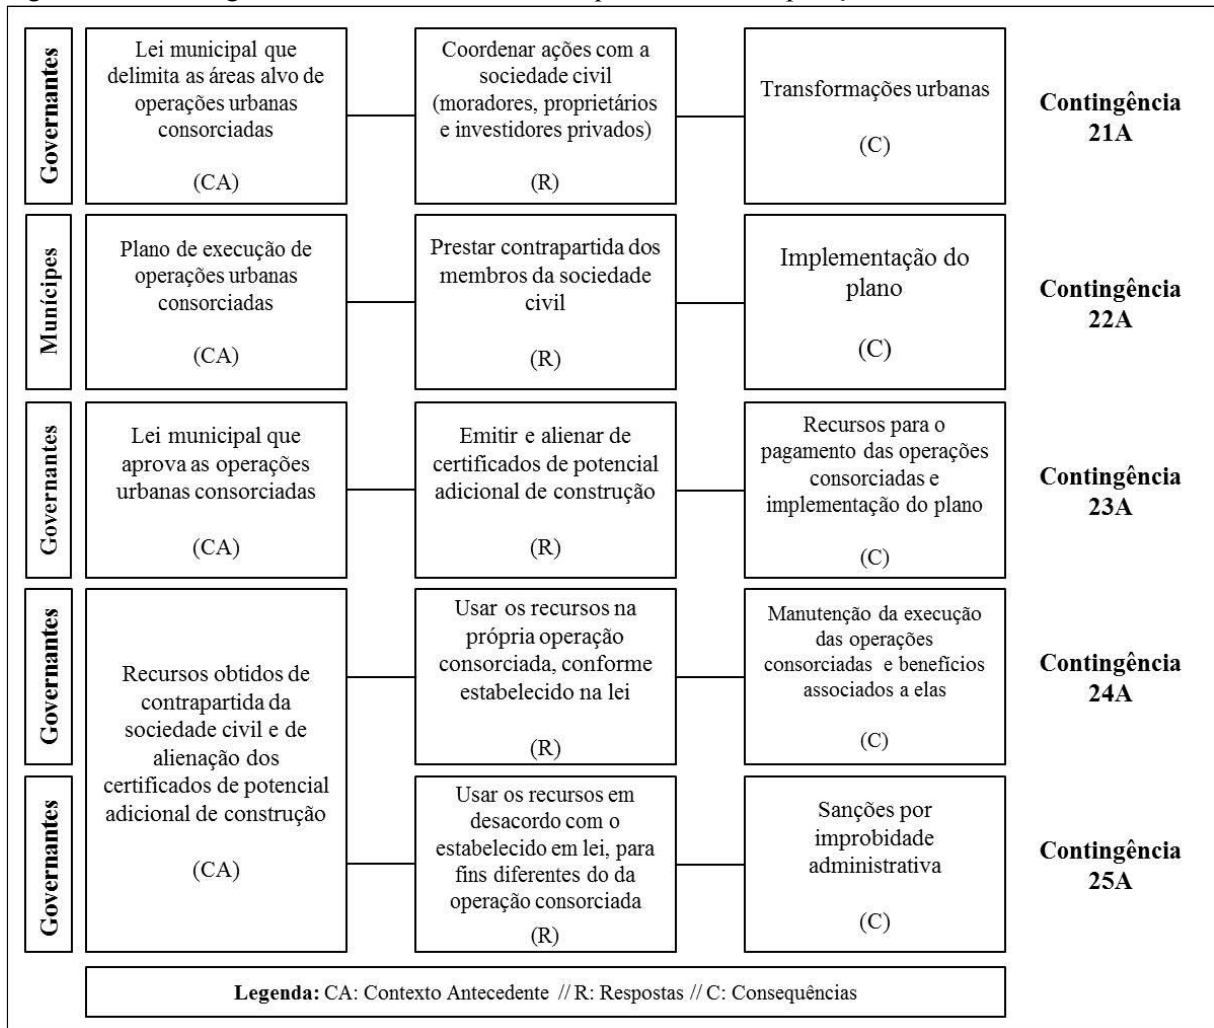 Governantes
Lei municipal que
delimita as áreas alvo de
operações urbanas
consorciadas
(CA)
Coordenar ações com a
sociedade civil
(moradores, proprietários
e investidores privados)
(R)
Transformações urbanas
(C)
Contingência
21A
Munícipes
Plano de execução de
operações urbanas
consorciadas
(CA)
Prestar contrapartida dos
membros da sociedade
civil
(R)
Implementação do
plano
(C)
Contingência
22A
Governantes
Lei municipal que
aprova as operações
urbanas consorciadas
(CA)
Emitir e alienar de
certificados de potencial
adicional de construção
(R)
Recursos para o
pagamento das operações
consorciadas e
implementação do plano
(C)
Contingência
23A
Governantes
Recursos obtidos de
contrapartida da
sociedade civil e de
alienação dos
certificados de potencial
adicional de construção
(CA)
Usar os recursos na
própria operação
consorciada, conforme
estabelecido na lei
(R)
Manutenção da execução
das operações
consorciadas e benefícios
associados a elas
(C)
Contingência
24A
Governantes
Usar os recursos em
desacordo com o
estabelecido em lei, para
fins diferentes do da
operação consorciada
(R)
Sanções por
improbidade
administrativa
(C)
Contingência
25A
Legenda: CA: Contexto Antecedente // R: Respostas // C: Consequências